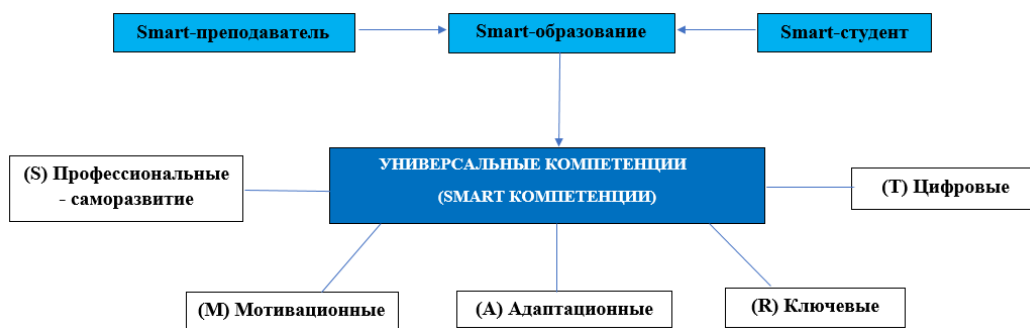 Smart-преподаватель
Smart-образование
Smart-студент
УНИВЕРСАЛЬНЫЕ КОМПЕТЕНЦИИ
(SMART КОМПЕТЕНЦИИ)
(S) Профессиональные
- саморазвитие
(T) Цифровые
(M) Мотивационные
(A) Адаптационные
(R) Ключевые